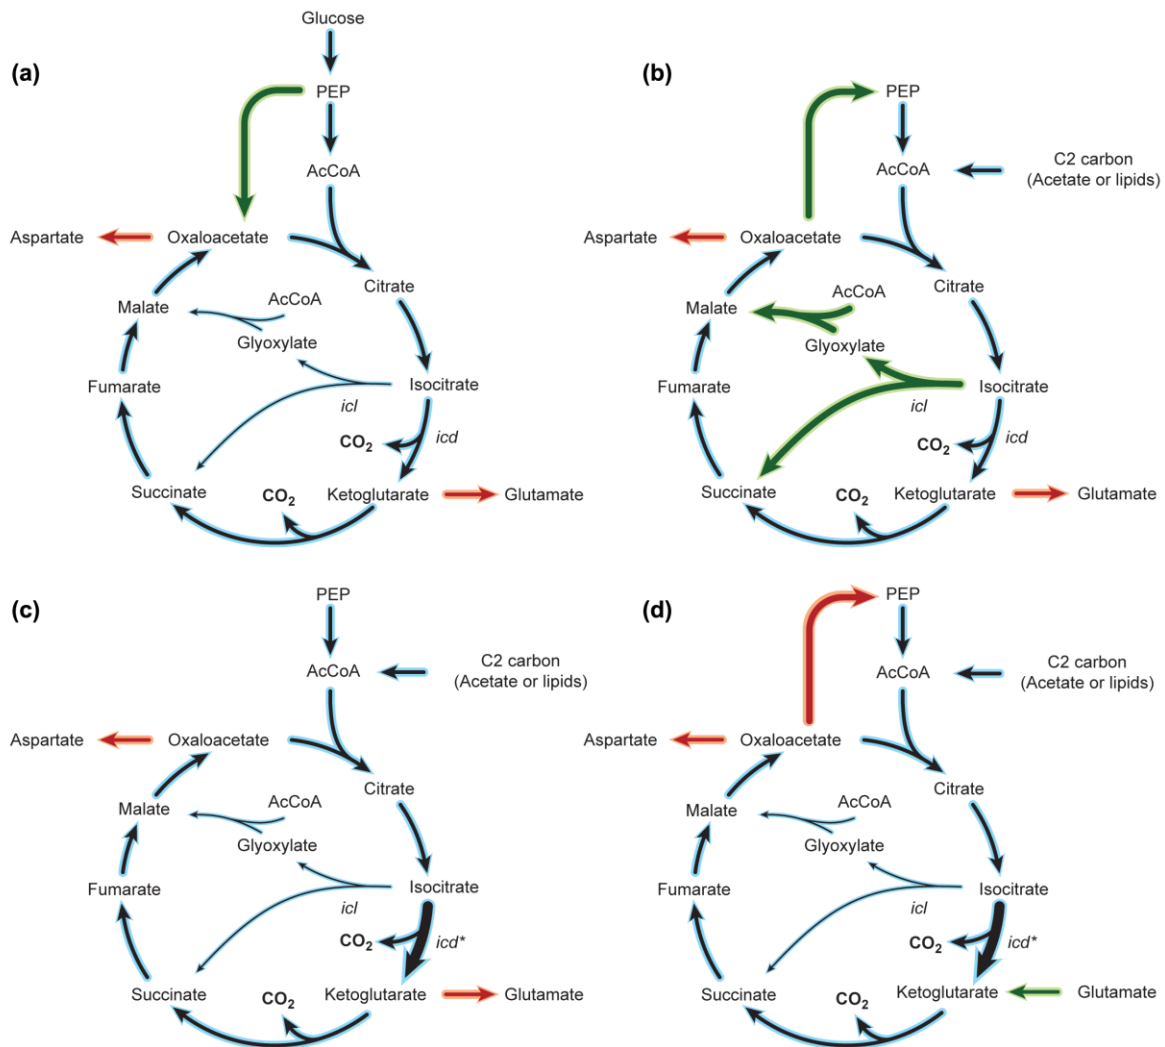 (a)
Glucose
PEP
AcCoA
Aspartate
Oxaloacetate
Citrate
Malate
AcCoA
Glyoxylate
Fumarate
Isocitrate
icl
icd
CO2
Succinate
CO2
Ketoglutarate
Glutamate
(b)
PEP
AcCoA
C2 carbon
(Acetate or lipids)
Aspartate
Oxaloacetate
Citrate
Malate
AcCoA
Glyoxylate
Fumarate
Isocitrate
icl
icd
CO2
Succinate
CO2
Ketoglutarate
Glutamate
(c)
PEP
AcCoA
C2 carbon
(Acetate or lipids)
Aspartate
Oxaloacetate
Citrate
Malate
AcCoA
Glyoxylate
Fumarate
Isocitrate
icl
icd*
CO2
Succinate
CO2
Ketoglutarate
Glutamate
(d)
PEP
AcCoA
C2 carbon
(Acetate or lipids)
Aspartate
Oxaloacetate
Citrate
Malate
AcCoA
Glyoxylate
Fumarate
Isocitrate
icl
icd*
CO2
Succinate
CO2
Ketoglutarate
Glutamate